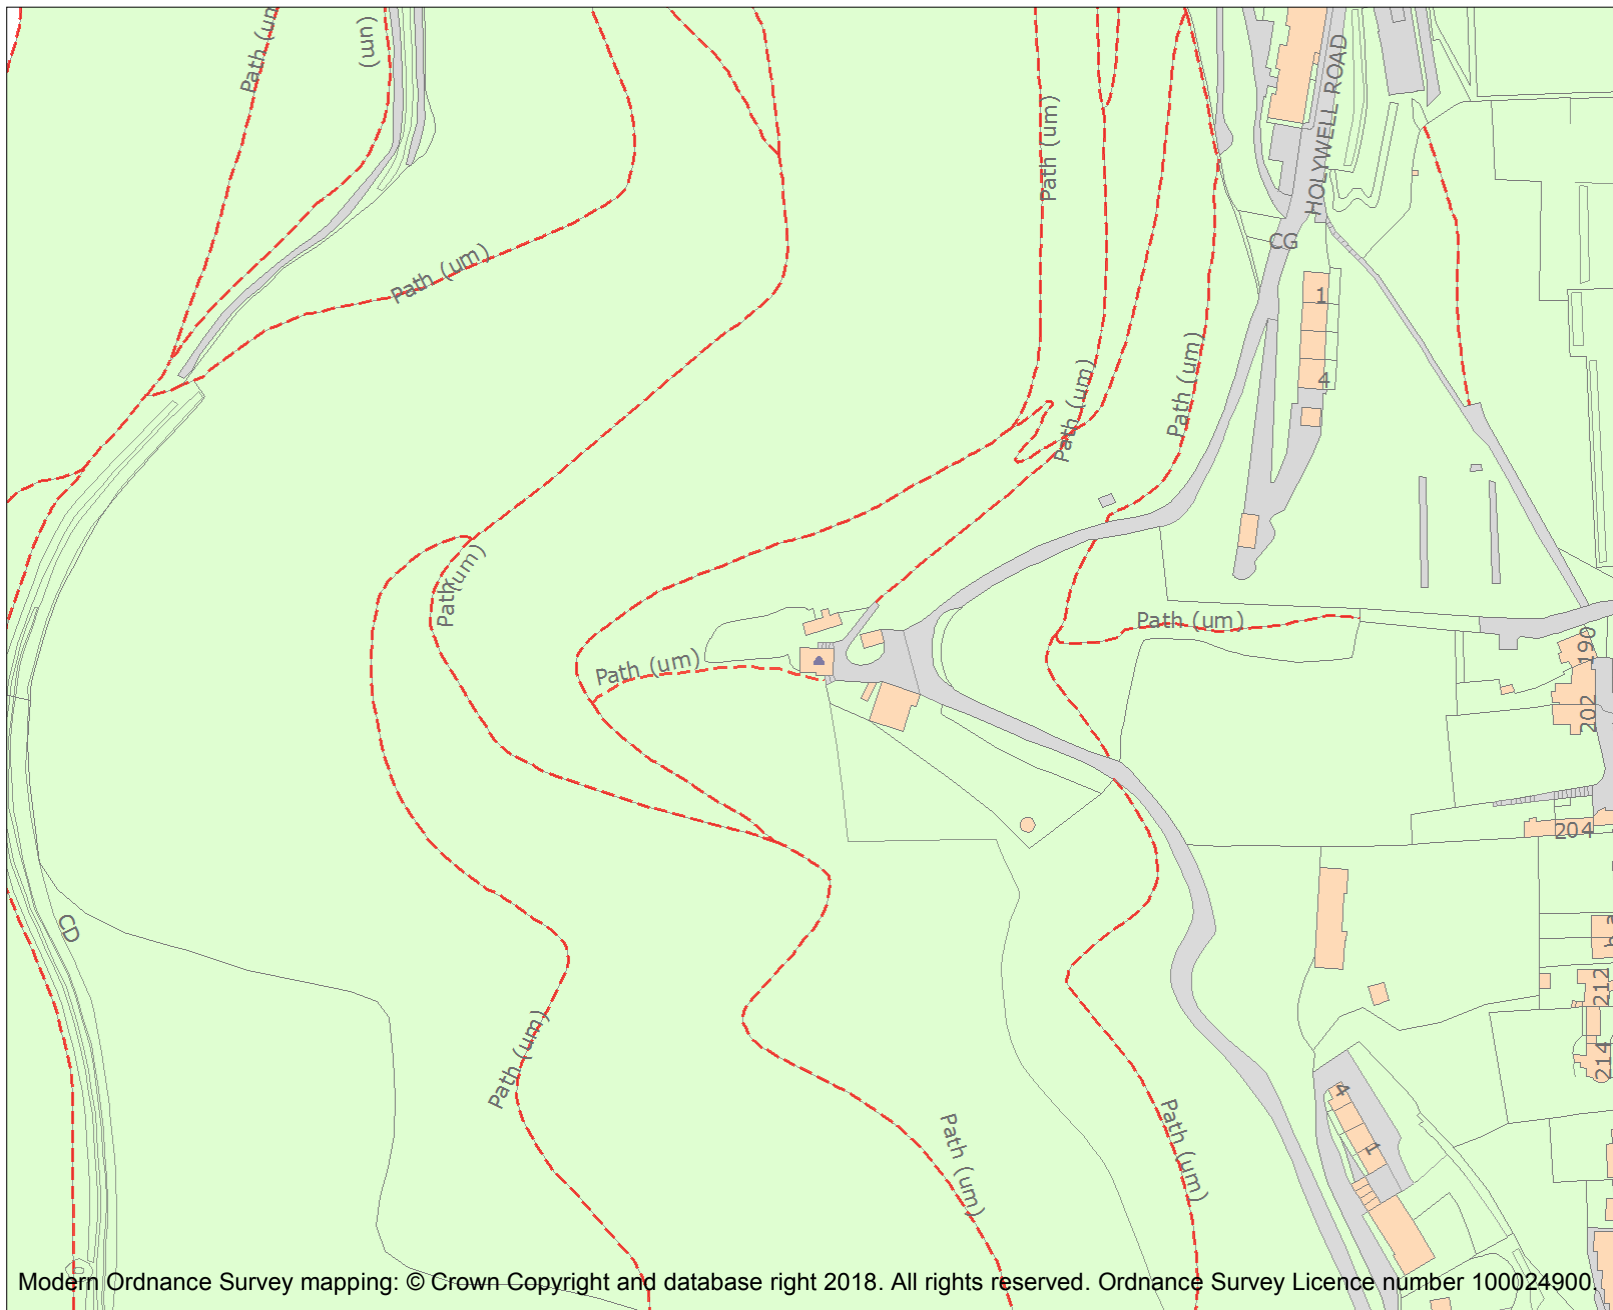 Path (um
(um)
Path (um)
HOLYWELL ROAD
CG
Path (um)
1
4
Path (um)
Path (um)
Path
(um)
Path (um)
Path (um)
190
202
204
CD
212
214
Path (um)
4
1
Path (um)
Path (um)
Modern Ordnance Survey mapping: © Crown Copyright and database right 2018. All rights reserved. Ordnance Survey Licence number 100024900.